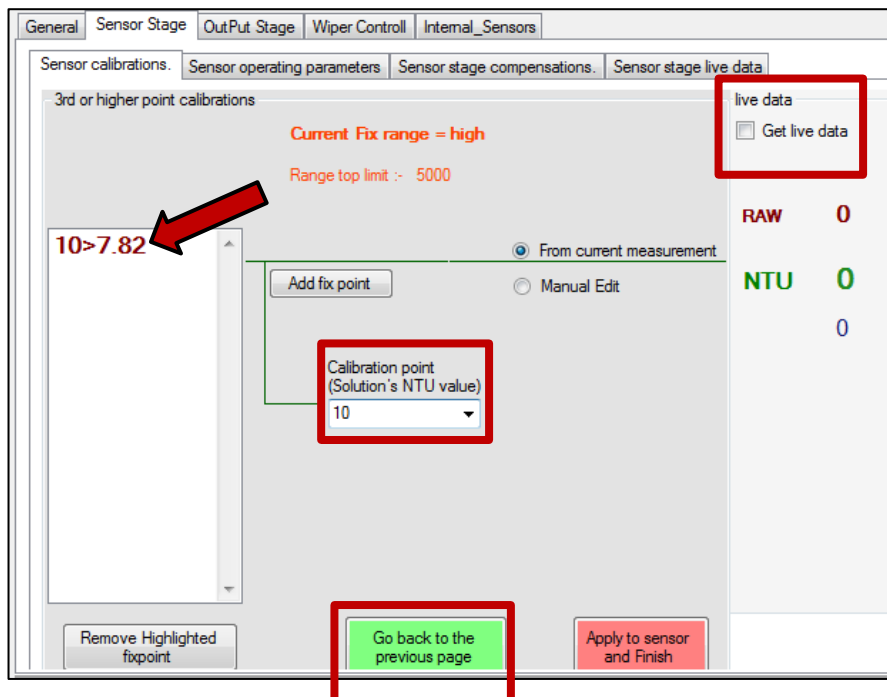 General Sensor Stage OutPut Stage Wiper Controll Internal_Sensors
Sensor calibrations. Sensor operating parameters Sensor stage compensations. Sensor stage live data
3rd or higher point calibrations
Current Fix range = high
Range top limit :- 5000
10>7.82
From current measurement
Add fix point
Manual Edit
Calibration point
(Solution's NTU value)
10
Remove Highlighted
fixpoint
Go back to the
previous page
Apply to sensor
and Finish
live data
Get live data
RAW 0
NTU 0
0